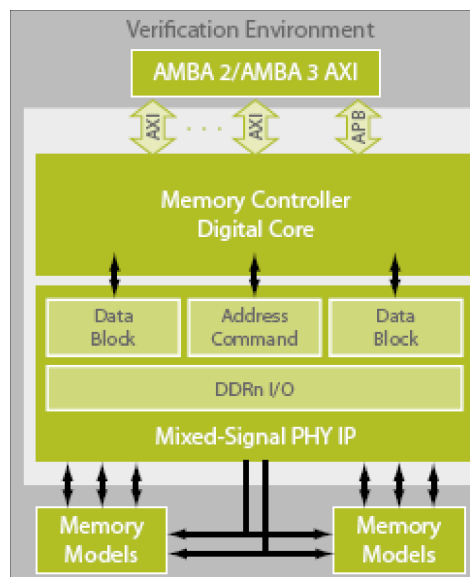 Verification Environment
AMBA 2/AMBA 3 AXI
AXI
. . .
AXI
APB
Memory Controller
Digital Core
Data
Block
Address
Command
Data
Block
DDRn I/O
Mixed-Signal PHY IP
Memory
Models
Memory
Models